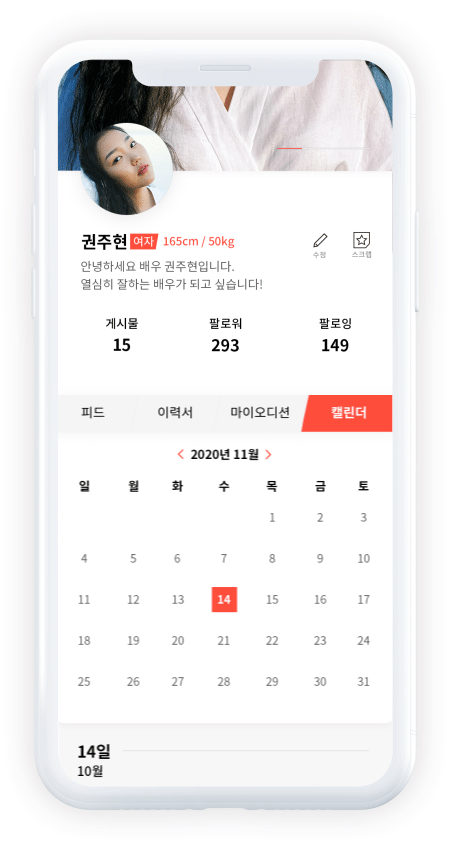 권주현 여자 165cm / 50kg
수정 스크랩
안녕하세요 배우 권주현입니다.
열심히 잘하는 배우가 되고 싶습니다!
게시물 팔로워 팔로잉
15 293 149
피드 이력서 마이오디션 캘린더
2020년 11월
일 월 화 수 목 금 토
1 2 3
4 5 6 7 8 9 10
11 12 13 14 15 16 17
18 19 20 21 22 23 24
25 26 27 28 29 30 31
14일
10월